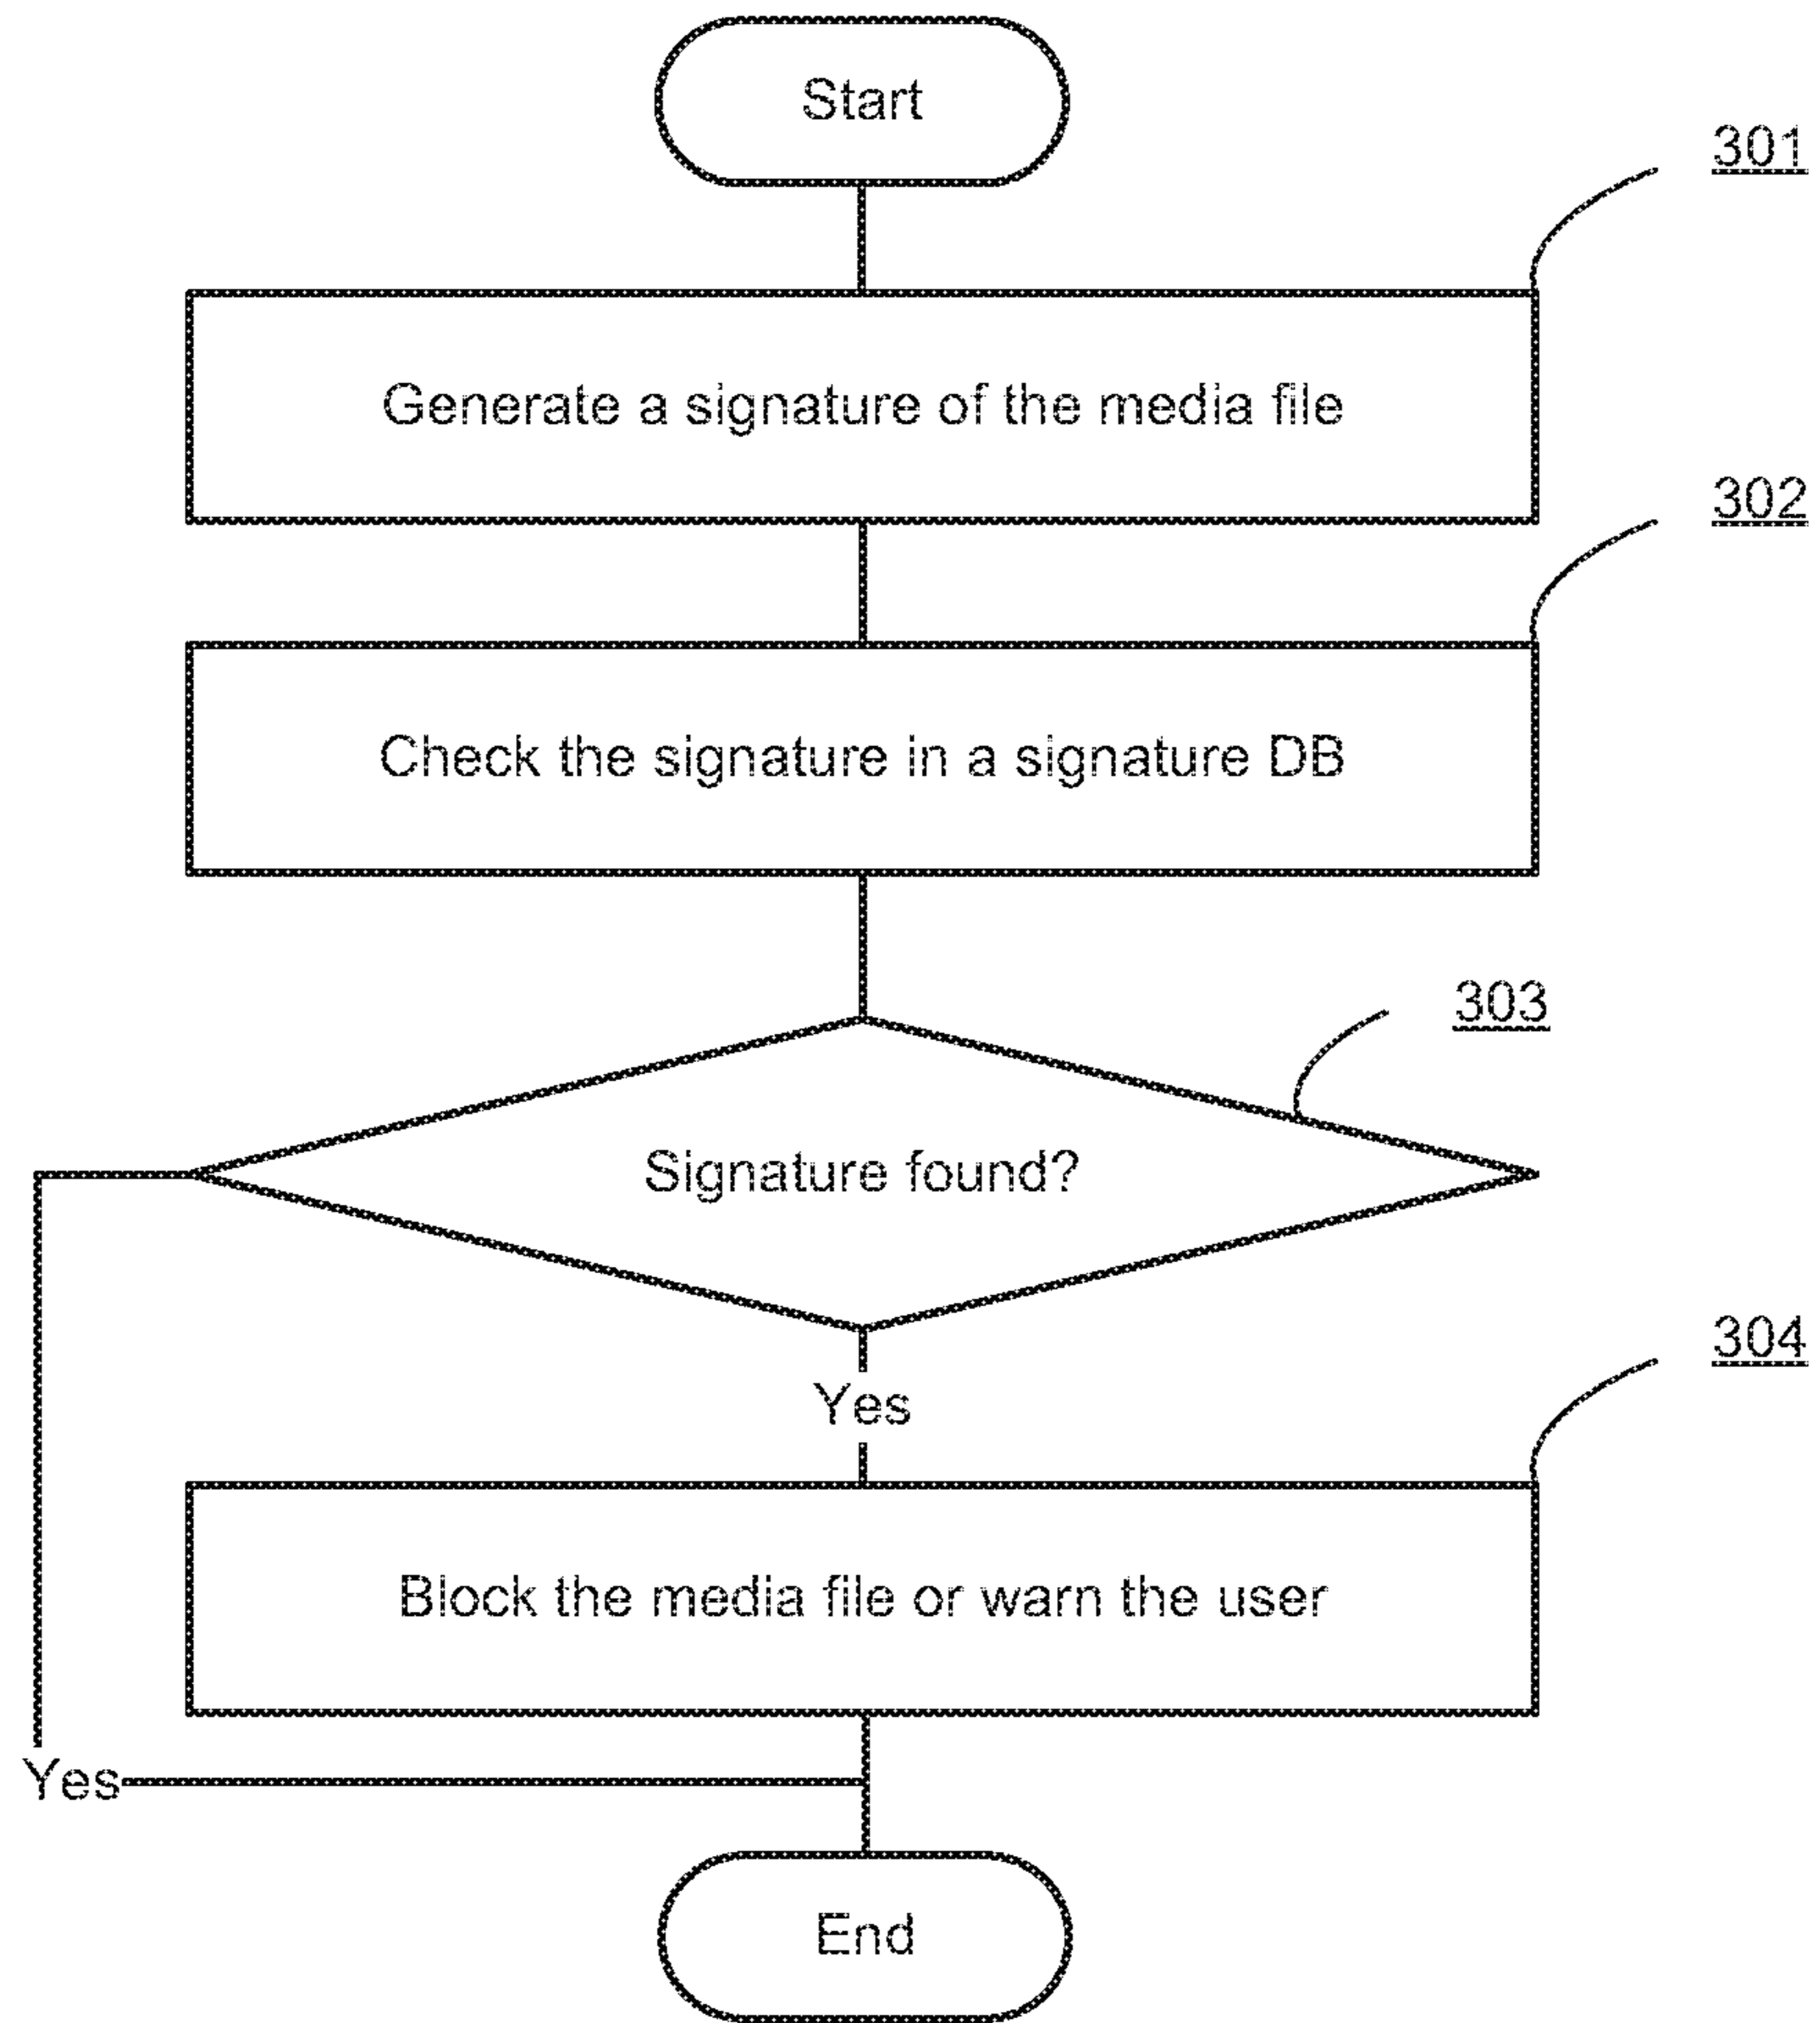 Start
301
Generate a signature of the media file
302
Check the signature in a signature DB
303
Signature found?
304
Yes
Block the media file or warn the user
Yes
End